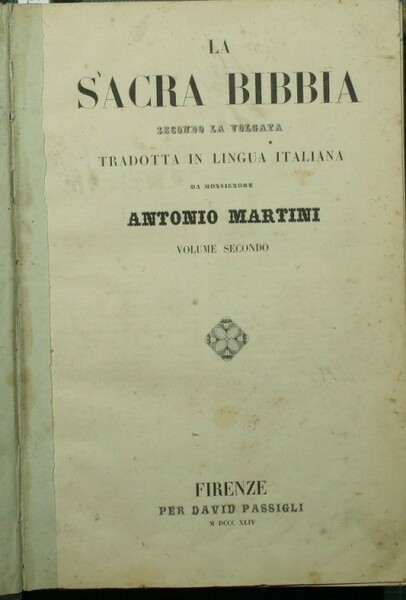 LA
SACRA BIBBIA
SECONDO LA VOLGATA
TRADOTTA IN LINGUA ITALIANA
DA MONSIGNORE
ANTONIO MARTINI
VOLUME SECONDO
FIRENZE
PER DAVID PASSIGLI
M DCCC XLIV